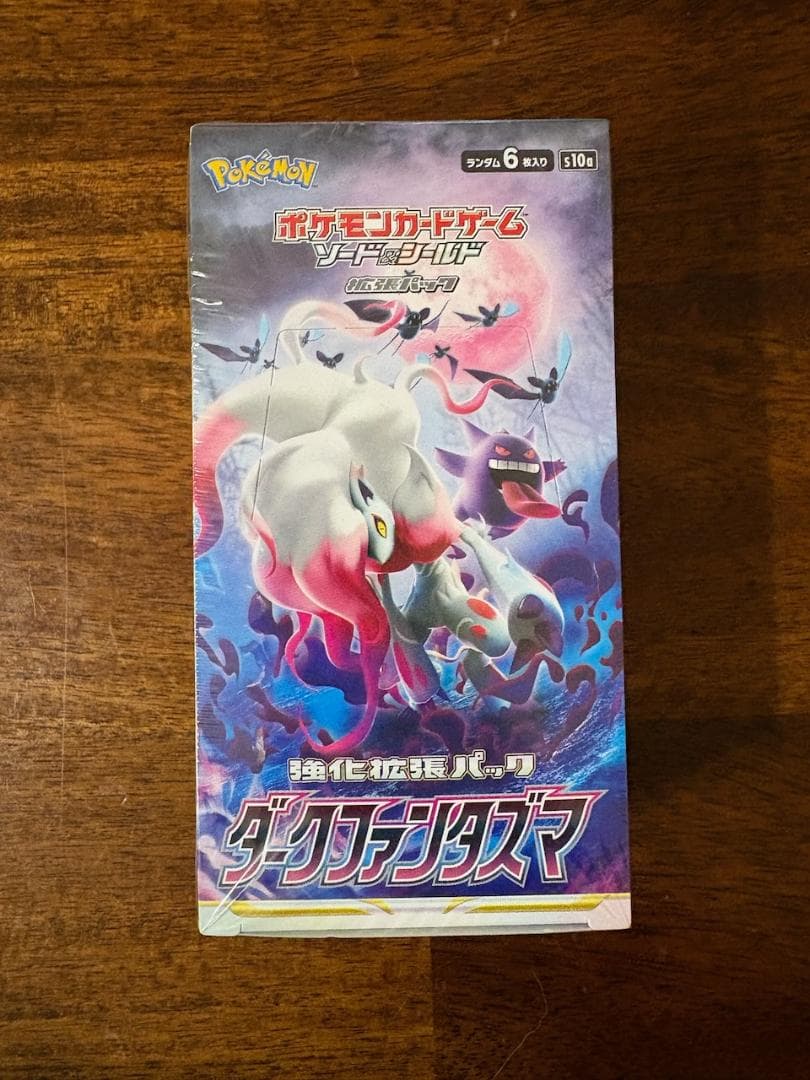 POKéMON
ランダム6枚入り s10a
ポケモンカードゲーム
ソード&シールド
拡張パック
強化拡張パック
ダークファンタズマ